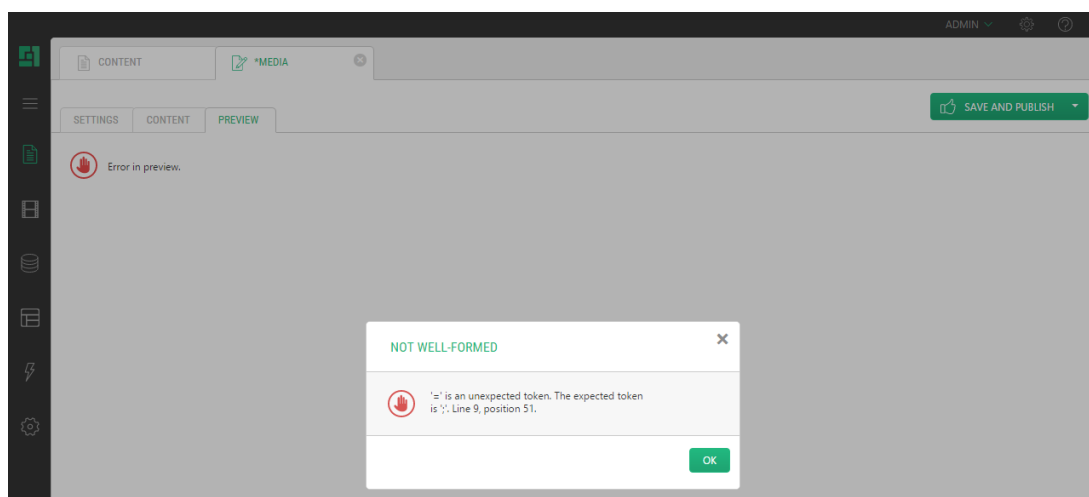 ADMIN
CONTENT
*MEDIA
SETTINGS
CONTENT
PREVIEW
SAVE AND PUBLISH
Error in preview.
NOT WELL-FORMED
'=' is an unexpected token. The expected token
is ';'. Line 9, position 51.
OK